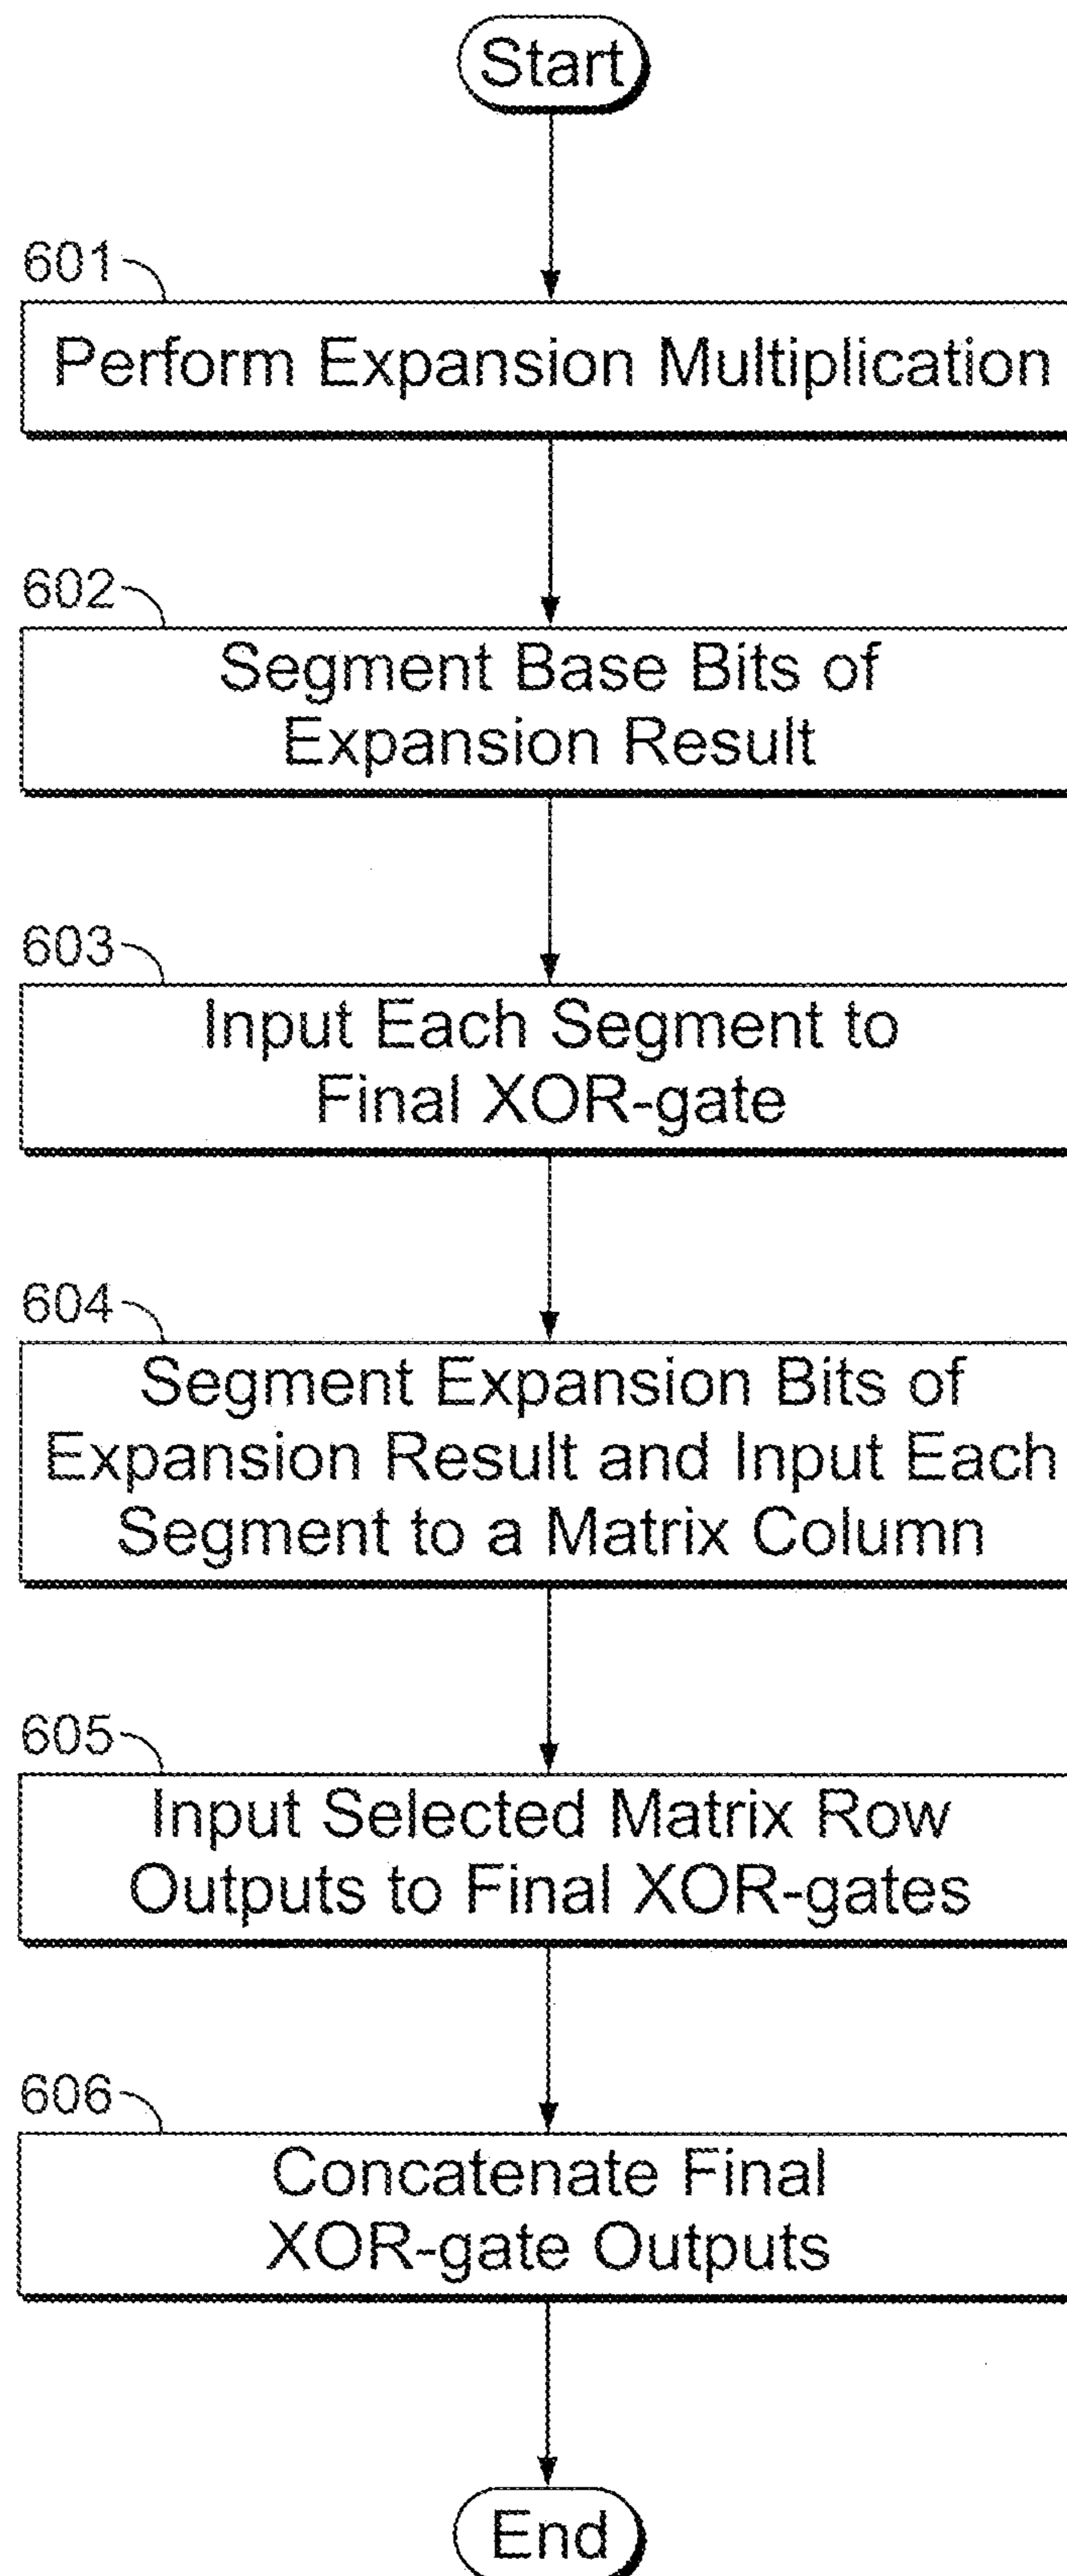 Start
601
Perform Expansion Multiplication
602
Segment Base Bits of
Expansion Result
603
Input Each Segment to
Final XOR-gate
604
Segment Expansion Bits of
Expansion Result and Input Each
Segment to a Matrix Column
605
Input Selected Matrix Row
Outputs to Final XOR-gates
606
Concatenate Final
XOR-gate Outputs
End